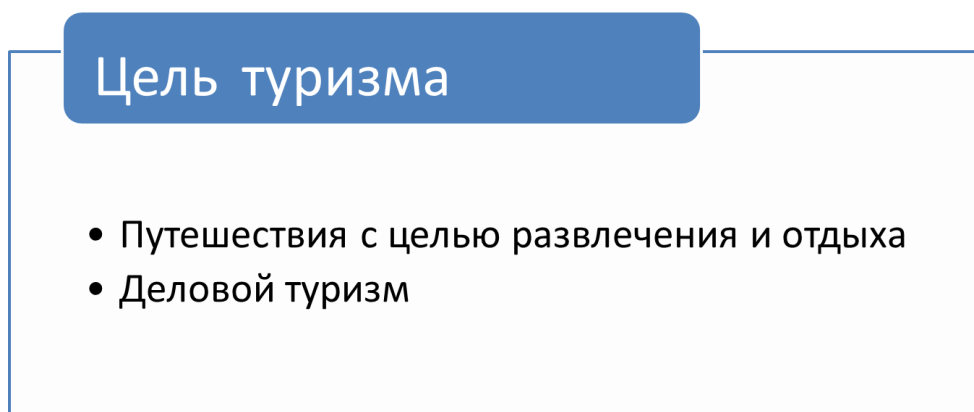 Цель туризма
• Путешествия с целью развлечения и отдыха
• Деловой туризм